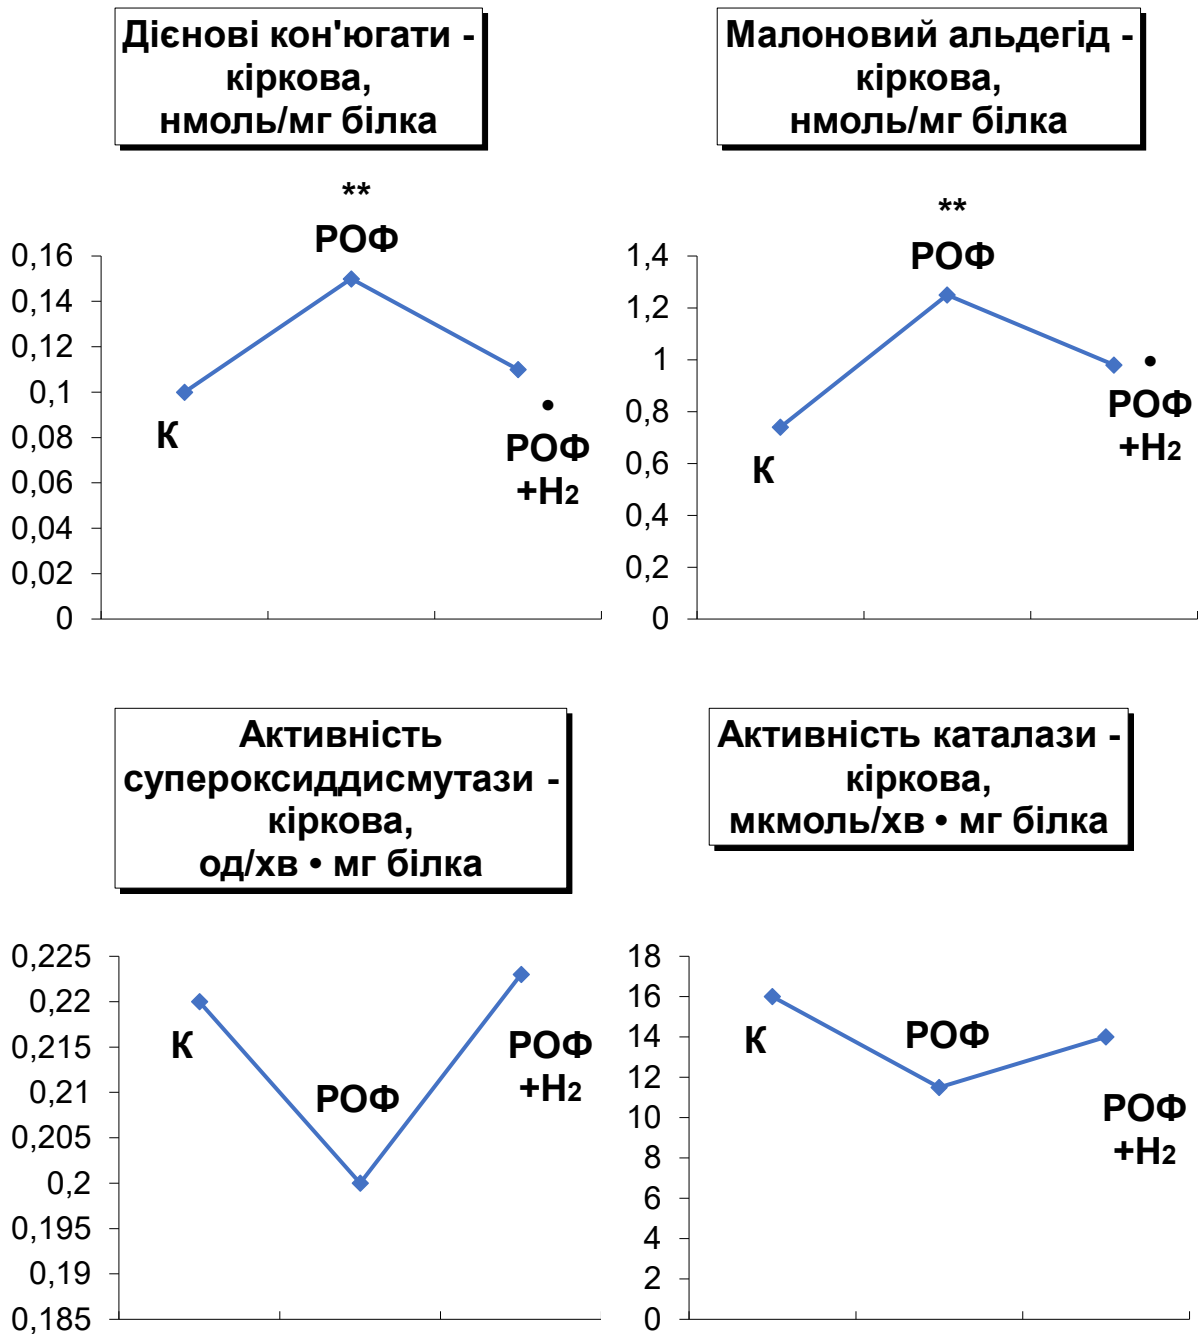 Дієнові кон'югати -
кіркова,
нмоль/мг білка
**
РОФ
0,16
0,14
0,12
0,1
0,08
0,06
0,04
0,02
0
К
•
РОФ
+H2
Малоновий альдегід -
кіркова,
нмоль/мг білка
**
РОФ
1,4
1,2
1
0,8
0,6
0,4
0,2
0
К
•
РОФ
+H2
Активність
супероксиддисмутази -
кіркова,
од/хв • мг білка
0,225
0,22
0,215
0,21
0,205
0,2
0,195
0,19
0,185
К
РОФ
РОФ
+H2
Активність каталази -
кіркова,
мкмоль/хв • мг білка
18
16
14
12
10
8
6
4
2
0
К
РОФ
РОФ
+H2